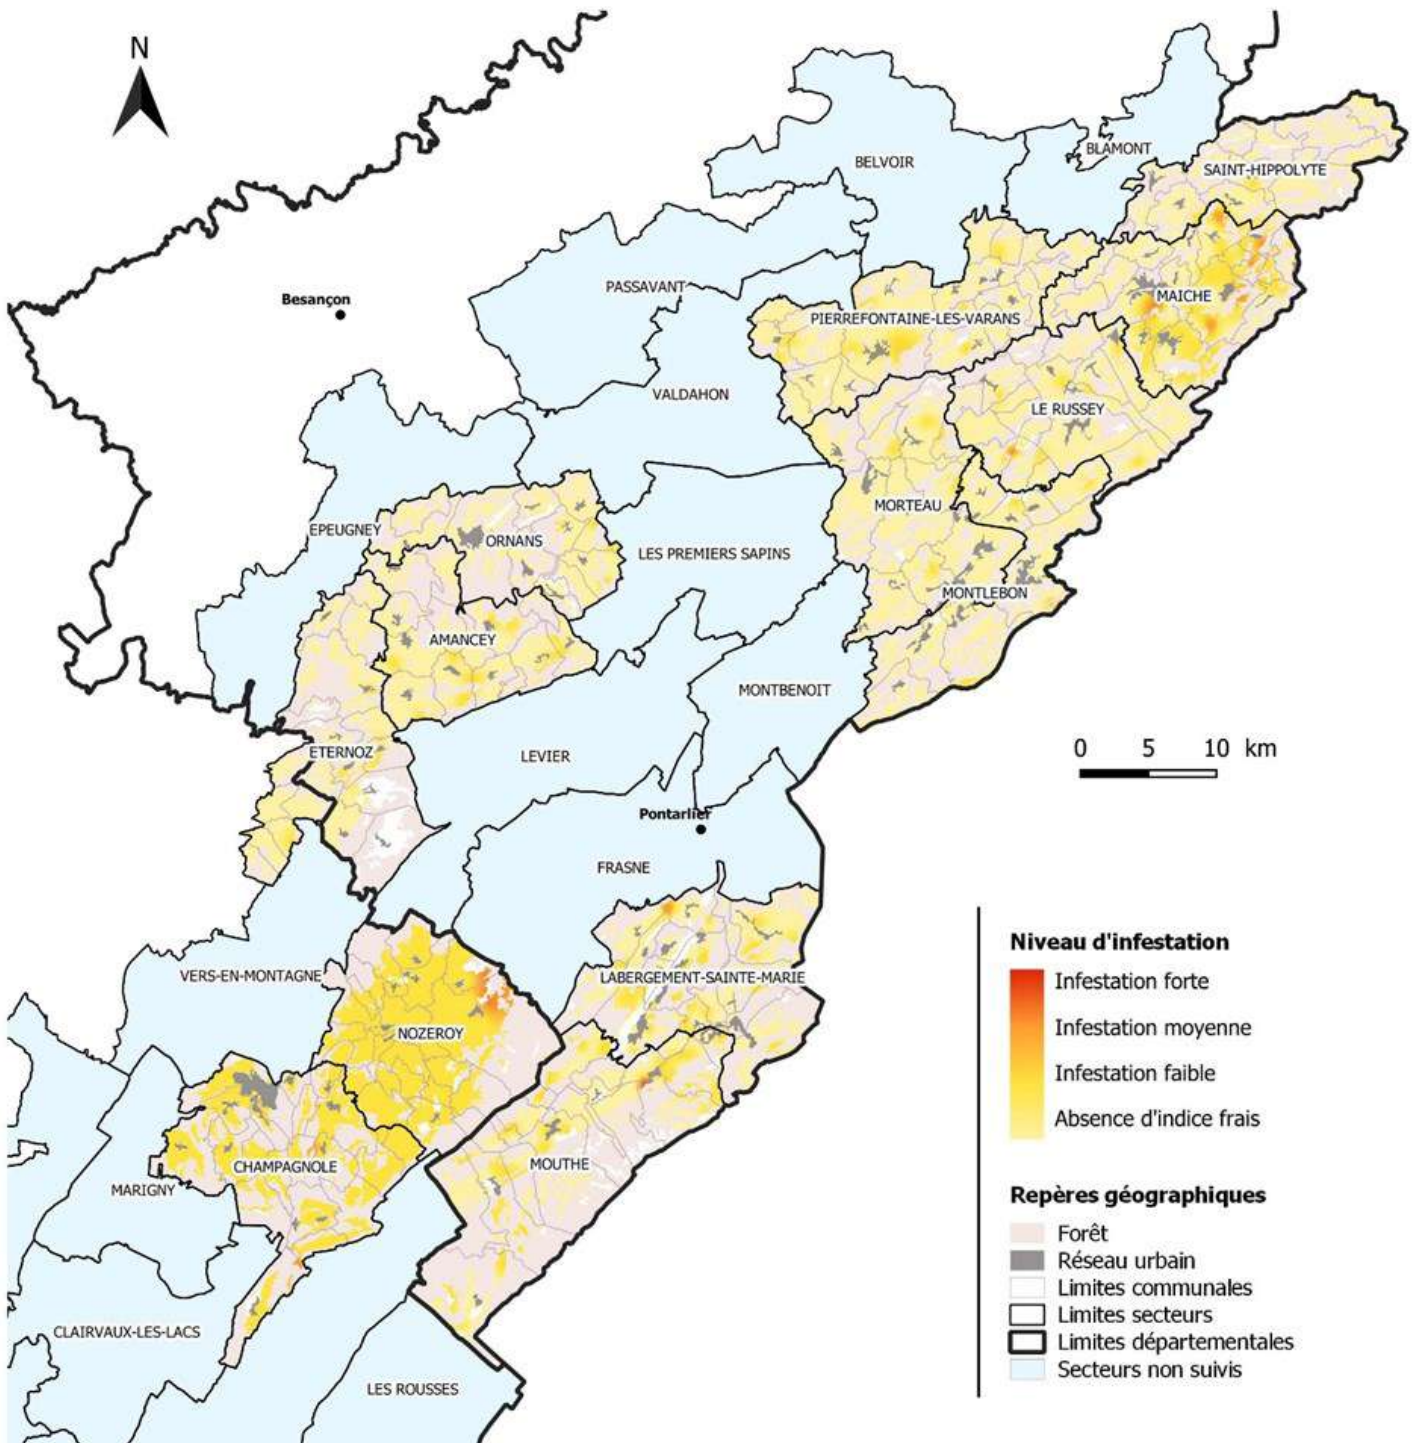 N
BELVOIR
BLAMONT
SAINT-HIPPOLYTE
PASSAVANT
Besançon
MAICHE
PIERREFONTAINE-LES-VARANS
VALDAHON
LE RUSSEY
MORTEAU
EPEUGNEY
ORNANS
LES PREMIERS SAPINS
MONTLEBON
AMANCEY
MONTBENOIT
ETERNOZ
LEVIER
0 5 10 km
Pontarlier
FRASNE
VERS-EN-MONTAGNE
LABERGEMENT-SAINTE-MARIE
NOZEROY
CHAMPAGNOLE
MOUTHE
MARIGNY
CLAIRVAUX-LES-LACS
LES ROUSSES
Niveau d'infestation
Infestation forte
Infestation moyenne
Infestation faible
Absence d'indice frais
Repères géographiques
Forêt
Réseau urbain
Limites communales
Limites secteurs
Limites départementales
Secteurs non suivis